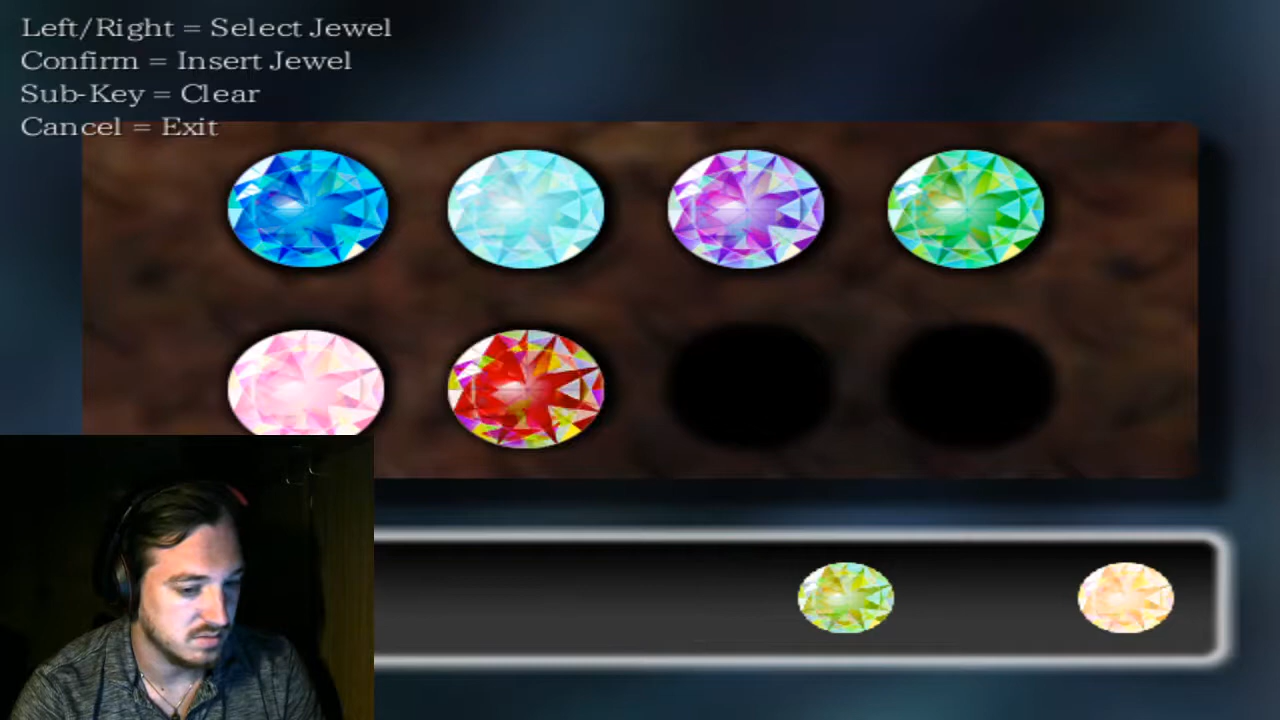 Left/Right = Select Jewel
Confirm = Insert Jewel
Sub-Key = Clear
Cancel = Exit